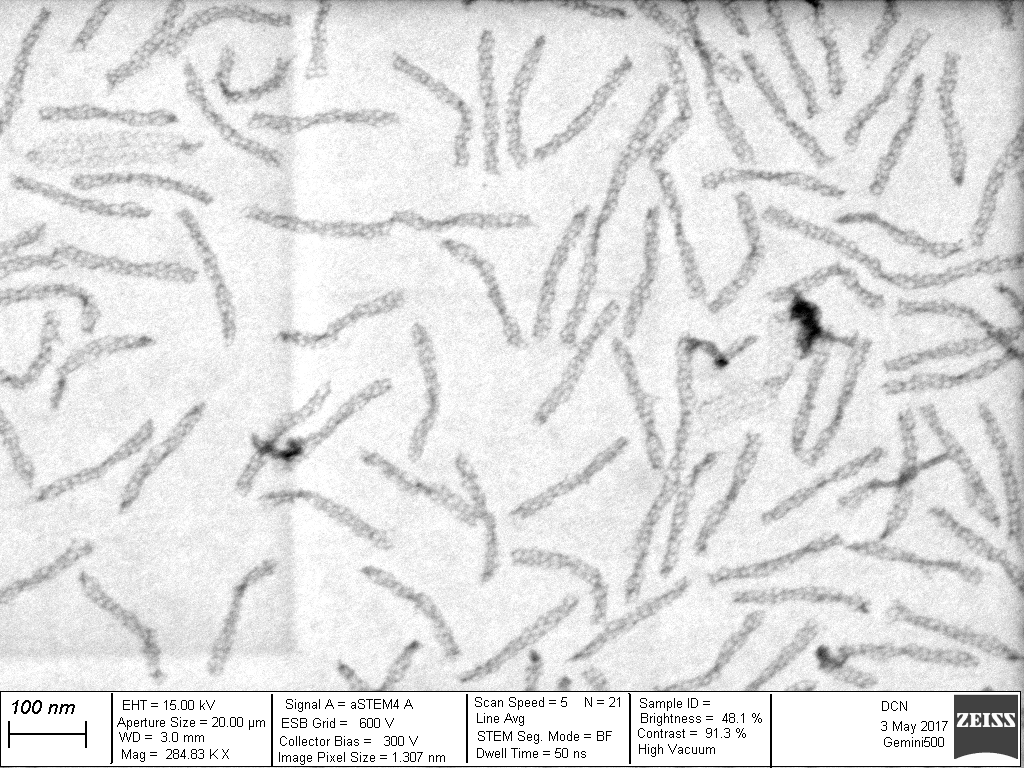 100 nm
EHT = 15.00 kV
Aperture Size = 20.00 µm
WD = 3.0 mm
Mag = 284.83 K X
Signal A = aSTEM4 A
ESB Grid = 600 V
Collector Bias = 300 V
Image Pixel Size = 1.307 nm
Scan Speed = 5 N = 21
Line Avg
STEM Seg. Mode = BF
Dwell Time = 50 ns
Sample ID =
Brightness = 48.1 %
Contrast = 91.3 %
High Vacuum
DCN
3 May 2017
Gemini500
ZEISS